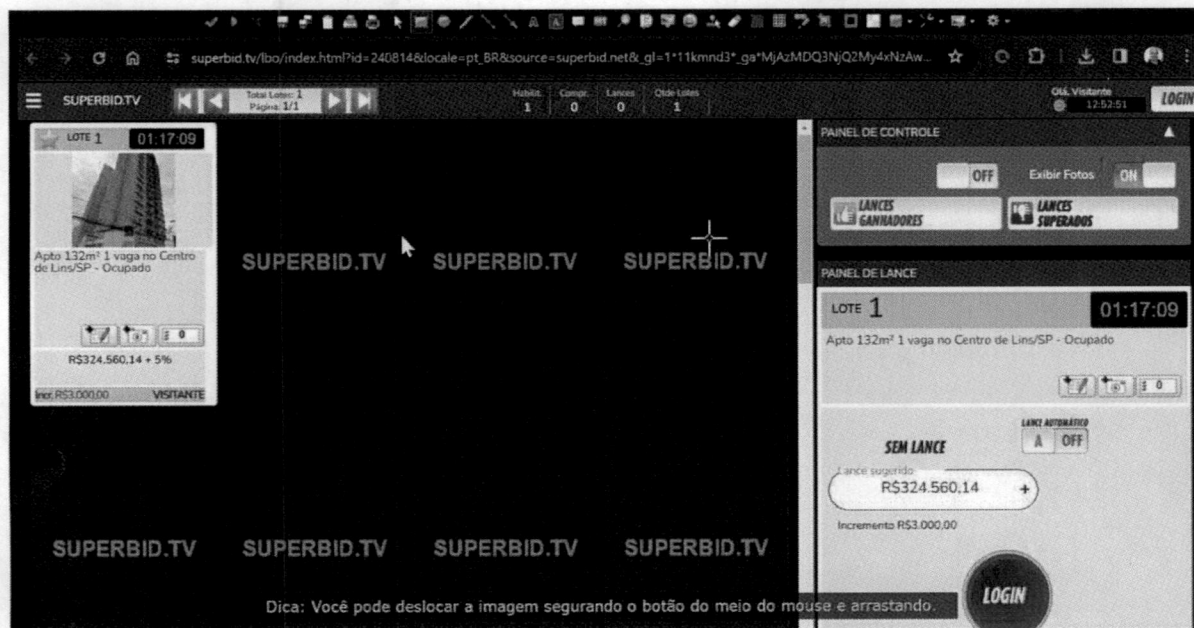 superbid.tv/lbo/index.html?id=240814&locale=pt_BR&source=superbid.net&_gl=1*11kmnd3*_ga*MjAzMDQ3NjQ2My4xNzAw...
SUPERBID.TV
Total Lotes: 1
Página: 1/1
Habilit. Compr. Lances Qtde Lotes
1 0 0 1
Olá, Visitante
12:52:51
LOGIN
LOTE 1 01:17:09
Apto 132m² 1 vaga no Centro
de Lins/SP - Ocupado
0
R$324.560,14 + 5%
Incr. R$3.000,00 VISITANTE
SUPERBID.TV SUPERBID.TV SUPERBID.TV
SUPERBID.TV SUPERBID.TV SUPERBID.TV SUPERBID.TV
Dica: Você pode deslocar a imagem segurando o botão do meio do mouse e arrastando.
PAINEL DE CONTROLE
OFF Exibir Fotos ON
LANCES
GANHADORES
LANCES
SUPERADOS
PAINEL DE LANCE
LOTE 1 01:17:09
Apto 132m² 1 vaga no Centro de Lins/SP - Ocupado
0
LANCE AUTOMÁTICO
A OFF
SEM LANCE
Lance sugerido
R$324.560,14 +
Incremento R$3.000,00
LOGIN